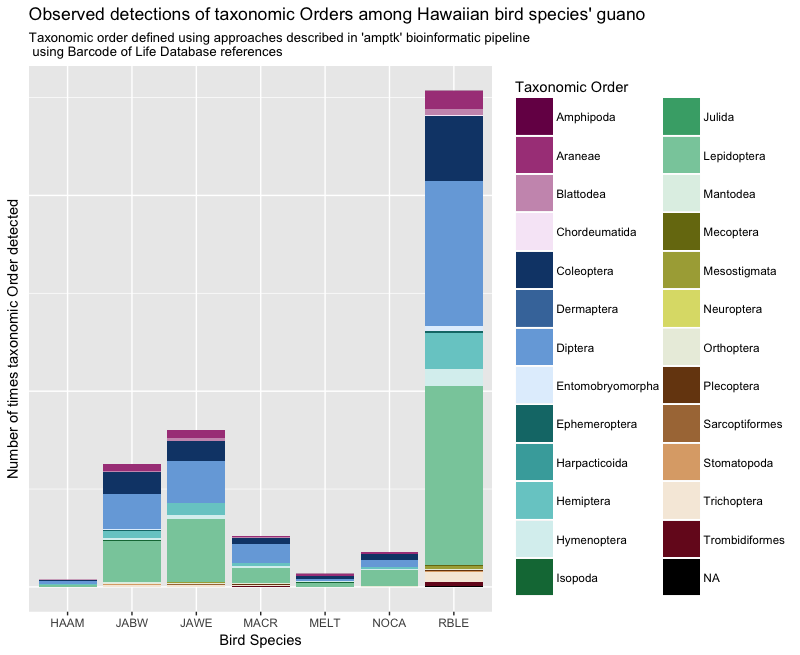 Observed detections of taxonomic Orders among Hawaiian bird species' guano
Taxonomic order defined using approaches described in 'amptk' bioinformatic pipeline
using Barcode of Life Database references
Number of times taxonomic Order detected
HAAM JABW JAWE MACR MELT NOCA RBLE
Bird Species
Taxonomic Order
Amphipoda
Araneae
Blattodea
Chordeumatida
Coleoptera
Dermaptera
Diptera
Entomobryomorpha
Ephemeroptera
Harpacticoida
Hemiptera
Hymenoptera
Isopoda
Julida
Lepidoptera
Mantodea
Mecoptera
Mesostigmata
Neuroptera
Orthoptera
Plecoptera
Sarcoptiformes
Stomatopoda
Trichoptera
Trombidiformes
NA